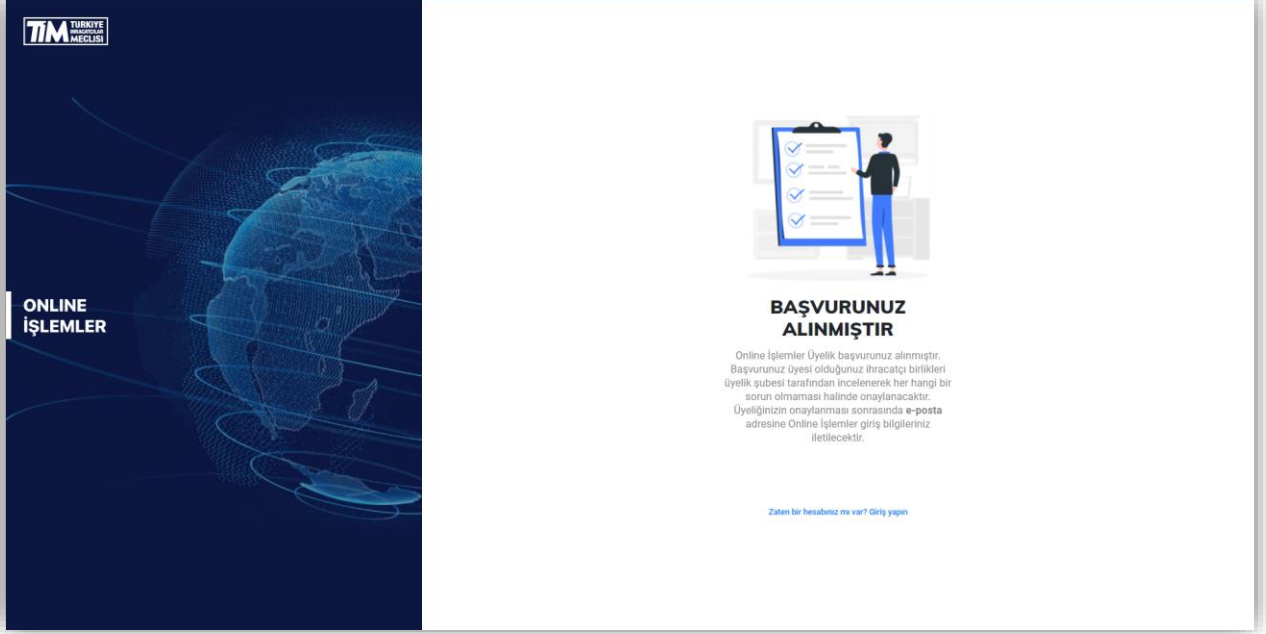 TİM TÜRKİYE
İHRACATÇILAR
MECLİSİ
ONLINE
İŞLEMLER
BAŞVURUNUZ
ALINMIŞTIR
Online İşlemler Üyelik başvurunuz alınmıştır.
Başvurunuz üyesi olduğunuz ihracatçı birlikleri
üyelik şubesi tarafından incelenerek her hangi bir
sorun olmaması halinde onaylanacaktır.
Üyeliğinizin onaylanması sonrasında e-posta
adresine Online İşlemler giriş bilgileriniz
iletilecektir.
Zaten bir hesabınız mı var? Giriş yapın